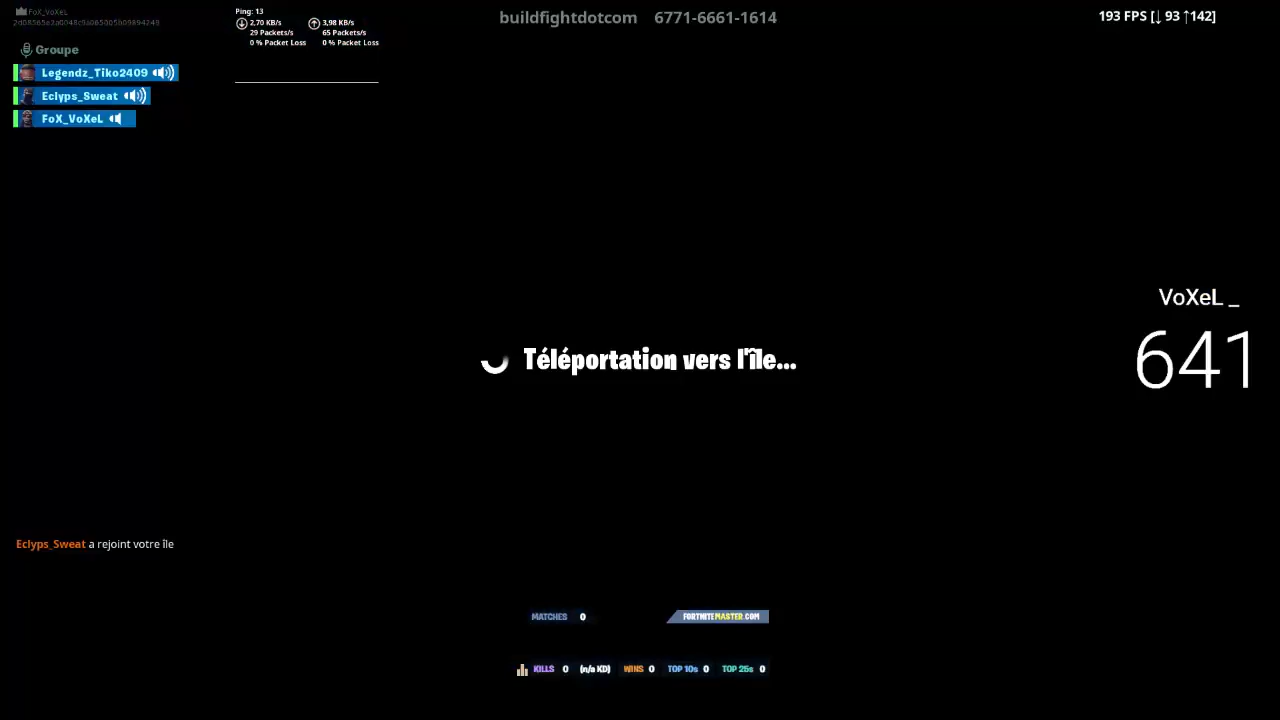 FoX_VoXeL
Ping: 13
2,70 KB/s
3,98 KB/s
29 Packets/s
65 Packets/s
0 % Packet Loss
0 % Packet Loss
buildfightdotcom 6771-6661-1614
193 FPS [↓ 93 ↑142]
Groupe
Legendz_Tiko2409
Eclyps_Sweat
FoX_VoXeL
VoXeL _
641
Téléportation vers l'île...
Eclyps_Sweat a rejoint votre île
MATCHES 0
FORTNITEMASTER.COM
KILLS 0 (n/a KD) WINS 0 TOP 10s 0 TOP 25s 0